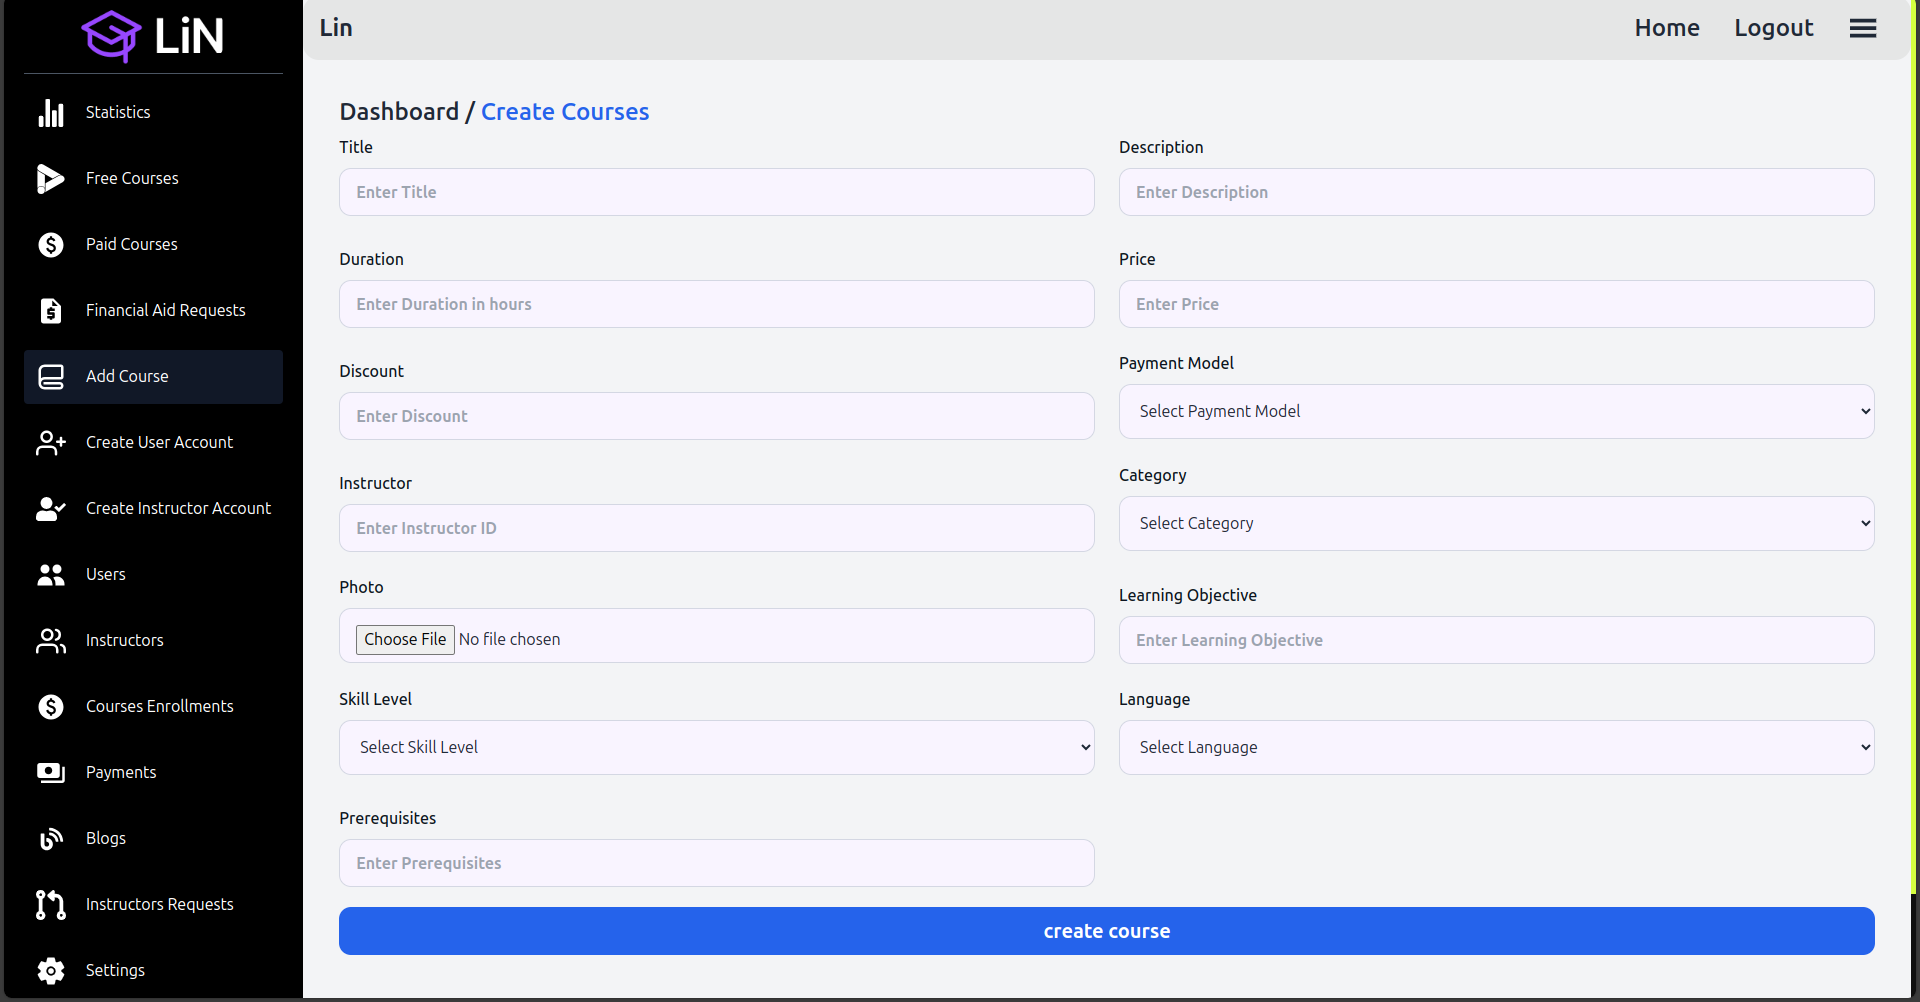 LiN
Statistics
Free Courses
Paid Courses
Financial Aid Requests
Add Course
Create User Account
Create Instructor Account
Users
Instructors
Courses Enrollments
Payments
Blogs
Instructors Requests
Settings
Lin
Home
Logout
Dashboard / Create Courses
Title
Enter Title
Description
Enter Description
Duration
Enter Duration in hours
Price
Enter Price
Discount
Enter Discount
Payment Model
Select Payment Model
Instructor
Enter Instructor ID
Category
Select Category
Photo
Choose File No file chosen
Learning Objective
Enter Learning Objective
Skill Level
Select Skill Level
Language
Select Language
Prerequisites
Enter Prerequisites
create course